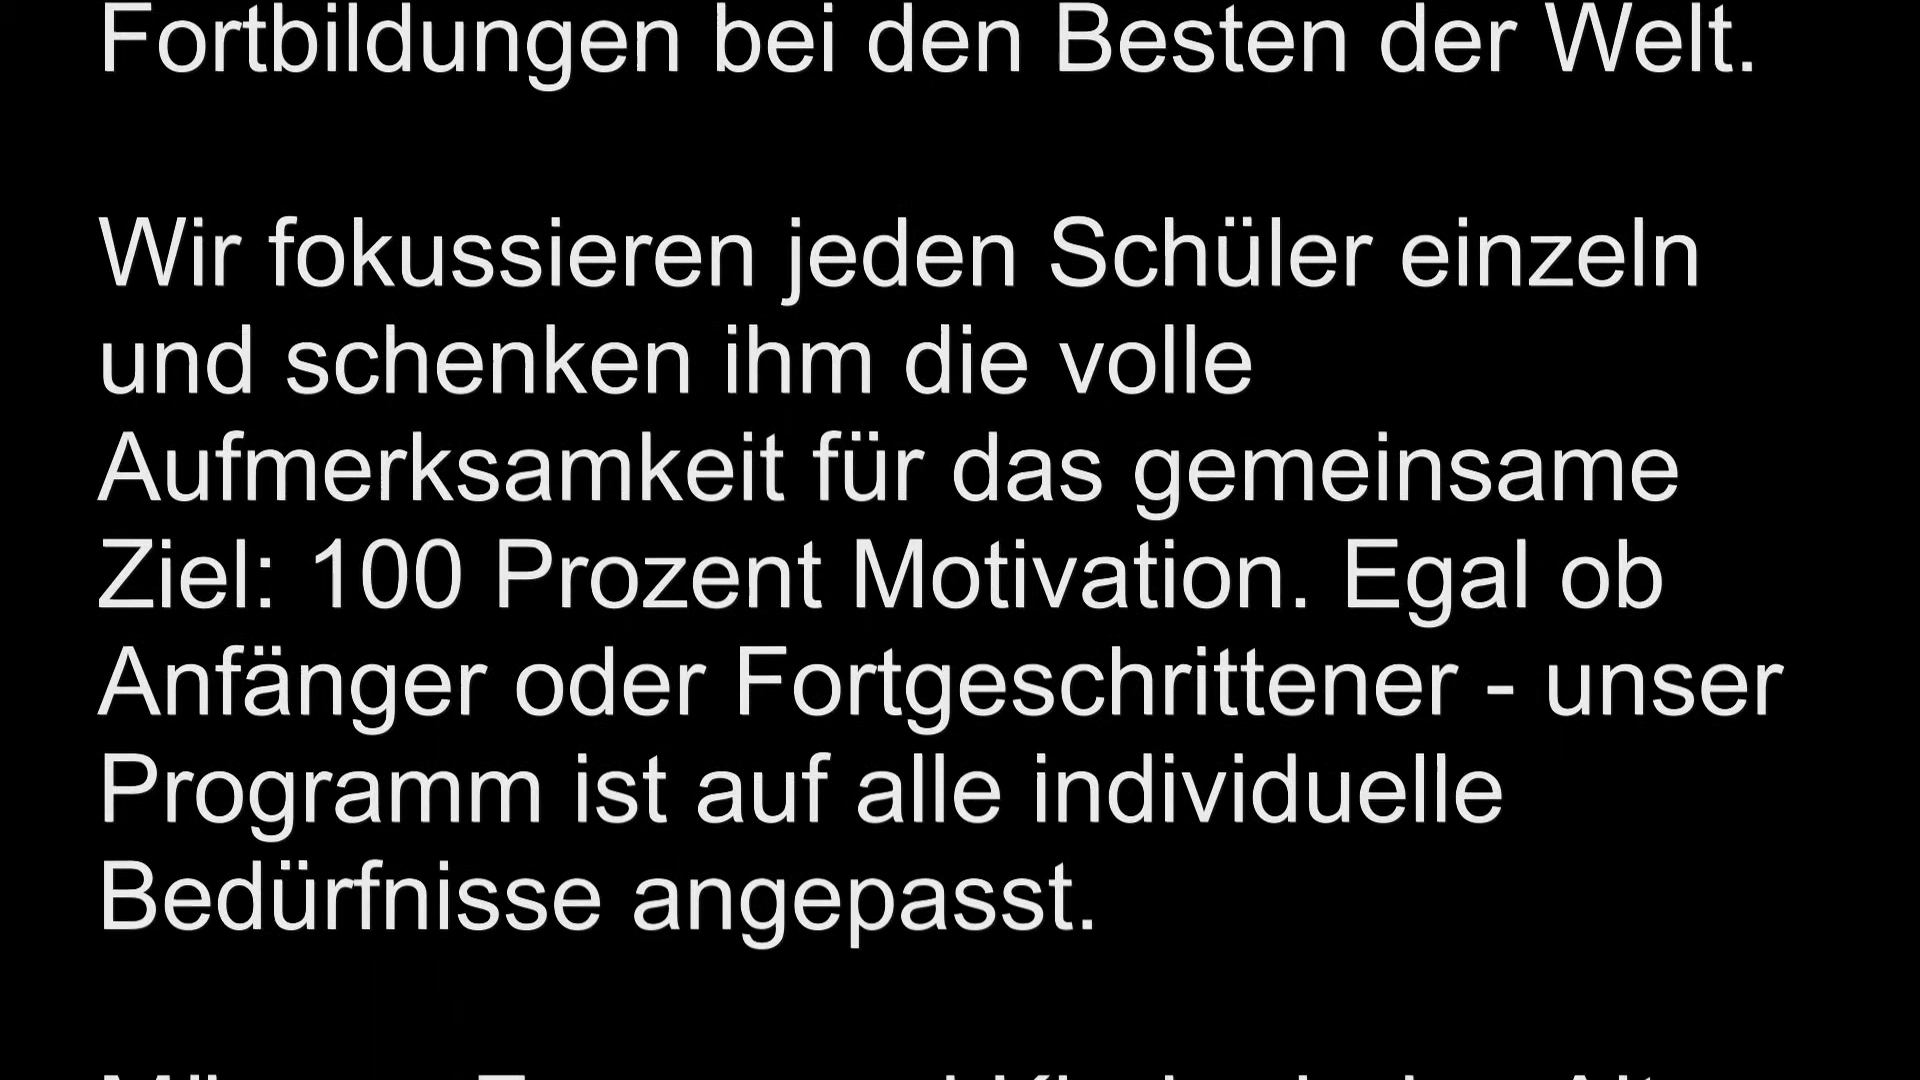 Fortbildungen bei den Besten der Welt.
Wir fokussieren jeden Schüler einzeln
und schenken ihm die volle
Aufmerksamkeit für das gemeinsame
Ziel: 100 Prozent Motivation. Egal ob
Anfänger oder Fortgeschrittener - unser
Programm ist auf alle individuelle
Bedürfnisse angepasst.